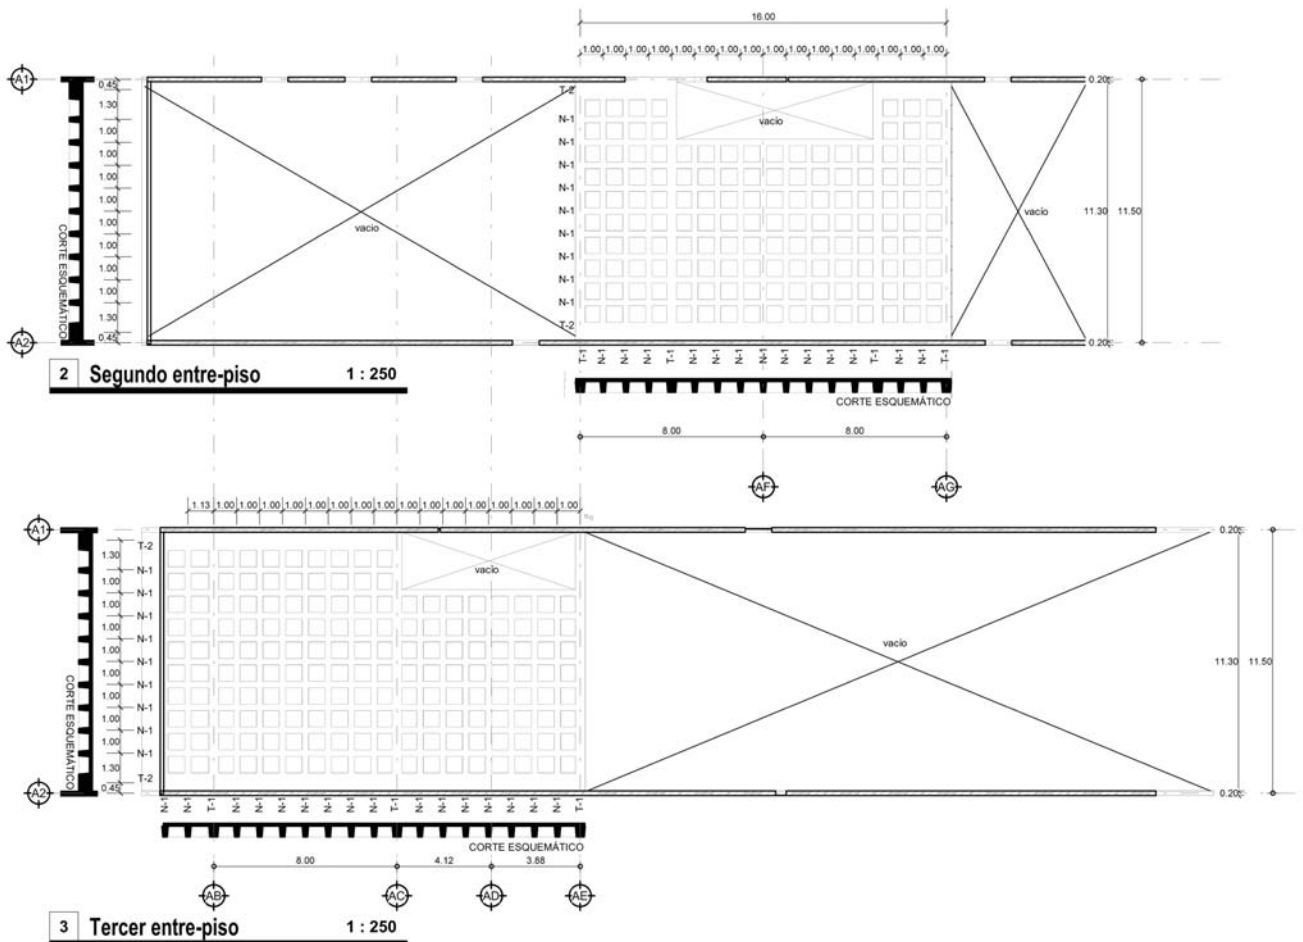 16.00
1.00 1.00 1.00 1.00 1.00 1.00 1.00 1.00 1.00 1.00 1.00 1.00 1.00 1.00 1.00 1.00
A1
0.45
1.30
1.00
1.00
1.00
1.00
1.00
1.00
1.00
1.00
1.30
0.45
A2
CORTE ESQUEMÁTICO
vacío
T-2
N-1
N-1
N-1
N-1
N-1
N-1
N-1
N-1
N-1
T-2
vacío
vacío
0.20
11.30
11.50
0.20
T-1 N-1 N-1 N-1 T-1 N-1 N-1 N-1 N-1 N-1 N-1 N-1 N-1 T-1 N-1 N-1 T-1
CORTE ESQUEMÁTICO
2 Segundo entre-piso 1 : 250
8.00 8.00
AF AG
1.13 1.00 1.00 1.00 1.00 1.00 1.00 1.00 1.00 1.00 1.00 1.00 1.00 1.00 1.00 1.00 1.00
A1
1.30
1.00
1.00
1.00
1.00
1.00
1.00
1.00
1.00
1.30
0.45
A2
CORTE ESQUEMÁTICO
T-2
N-1
N-1
N-1
N-1
N-1
N-1
N-1
N-1
N-1
T-2
vacío
vacío
0.20
11.30
11.50
0.20
N-1 N-1 T-1 N-1 N-1 N-1 N-1 N-1 N-1 N-1 T-1 N-1 N-1 N-1 N-1 N-1 N-1 N-1 T-1
CORTE ESQUEMÁTICO
8.00 4.12 3.88
AB AC AD AE
3 Tercer entre-piso 1 : 250